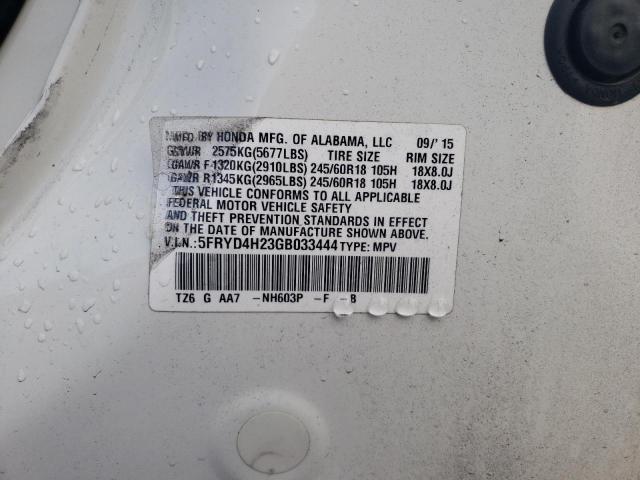 MFD BY HONDA MFG. OF ALABAMA, LLC 09/'15
GVWR 2575KG(5677LBS) TIRE SIZE RIM SIZE
GAWR F1320KG(2910LBS) 245/60R18 105H 18X8.0J
GAWR R1345KG(2965LBS) 245/60R18 105H 18X8.0J
THIS VEHICLE CONFORMS TO ALL APPLICABLE
FEDERAL MOTOR VEHICLE SAFETY
AND THEFT PREVENTION STANDARDS IN EFFECT
ON THE DATE OF MANUFACTURE SHOWN ABOVE.
V.I.N.:5FRYD4H23GB033444 TYPE: MPV
TZ6 G AA7 -NH603P -F -B